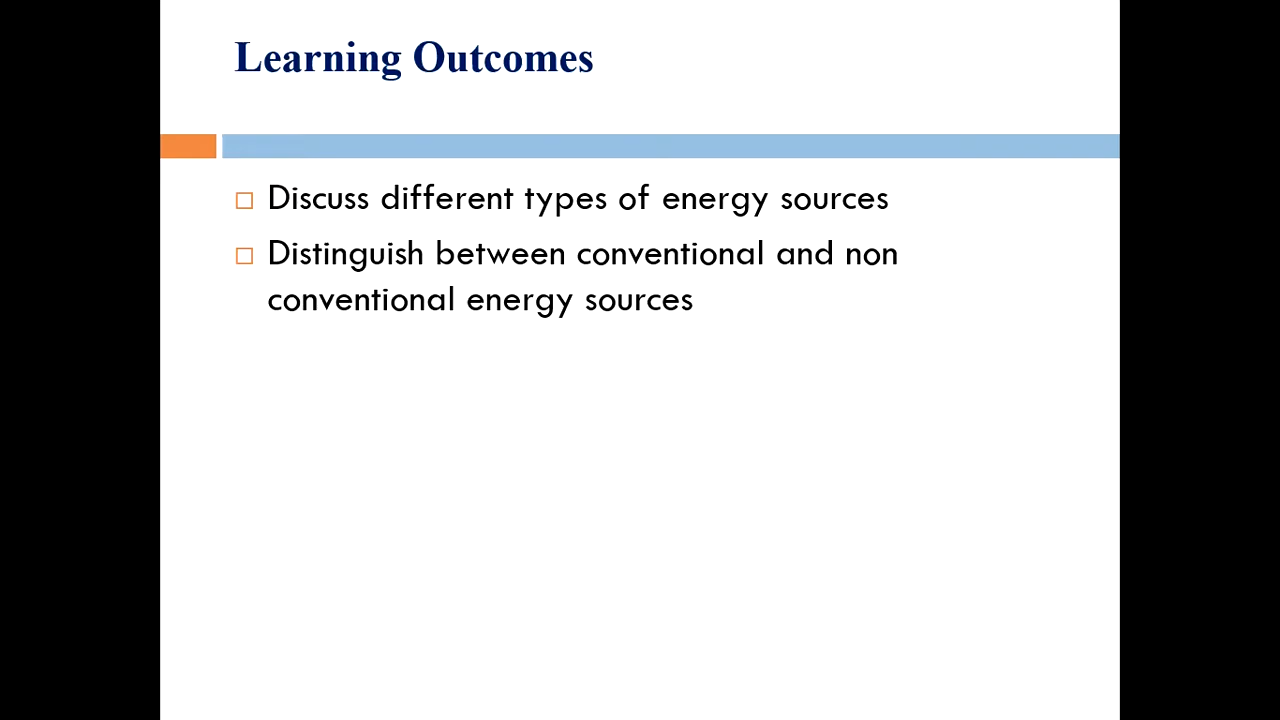 Learning Outcomes
Discuss different types of energy sources
Distinguish between conventional and non
conventional energy sources